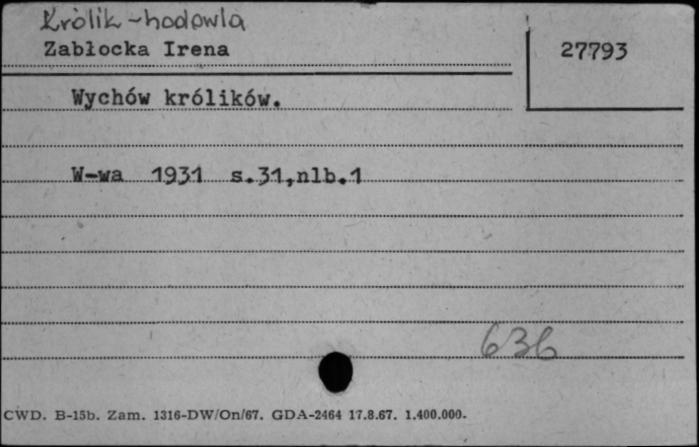 Królik-hodowla
Zabłocka Irena
27793
Wychów królików.
W-wa 1931 s.31,nlb.1
636
CWD. B-15b. Zam. 1316-DW/On/67. GDA-2464 17.8.67. 1.400.000.